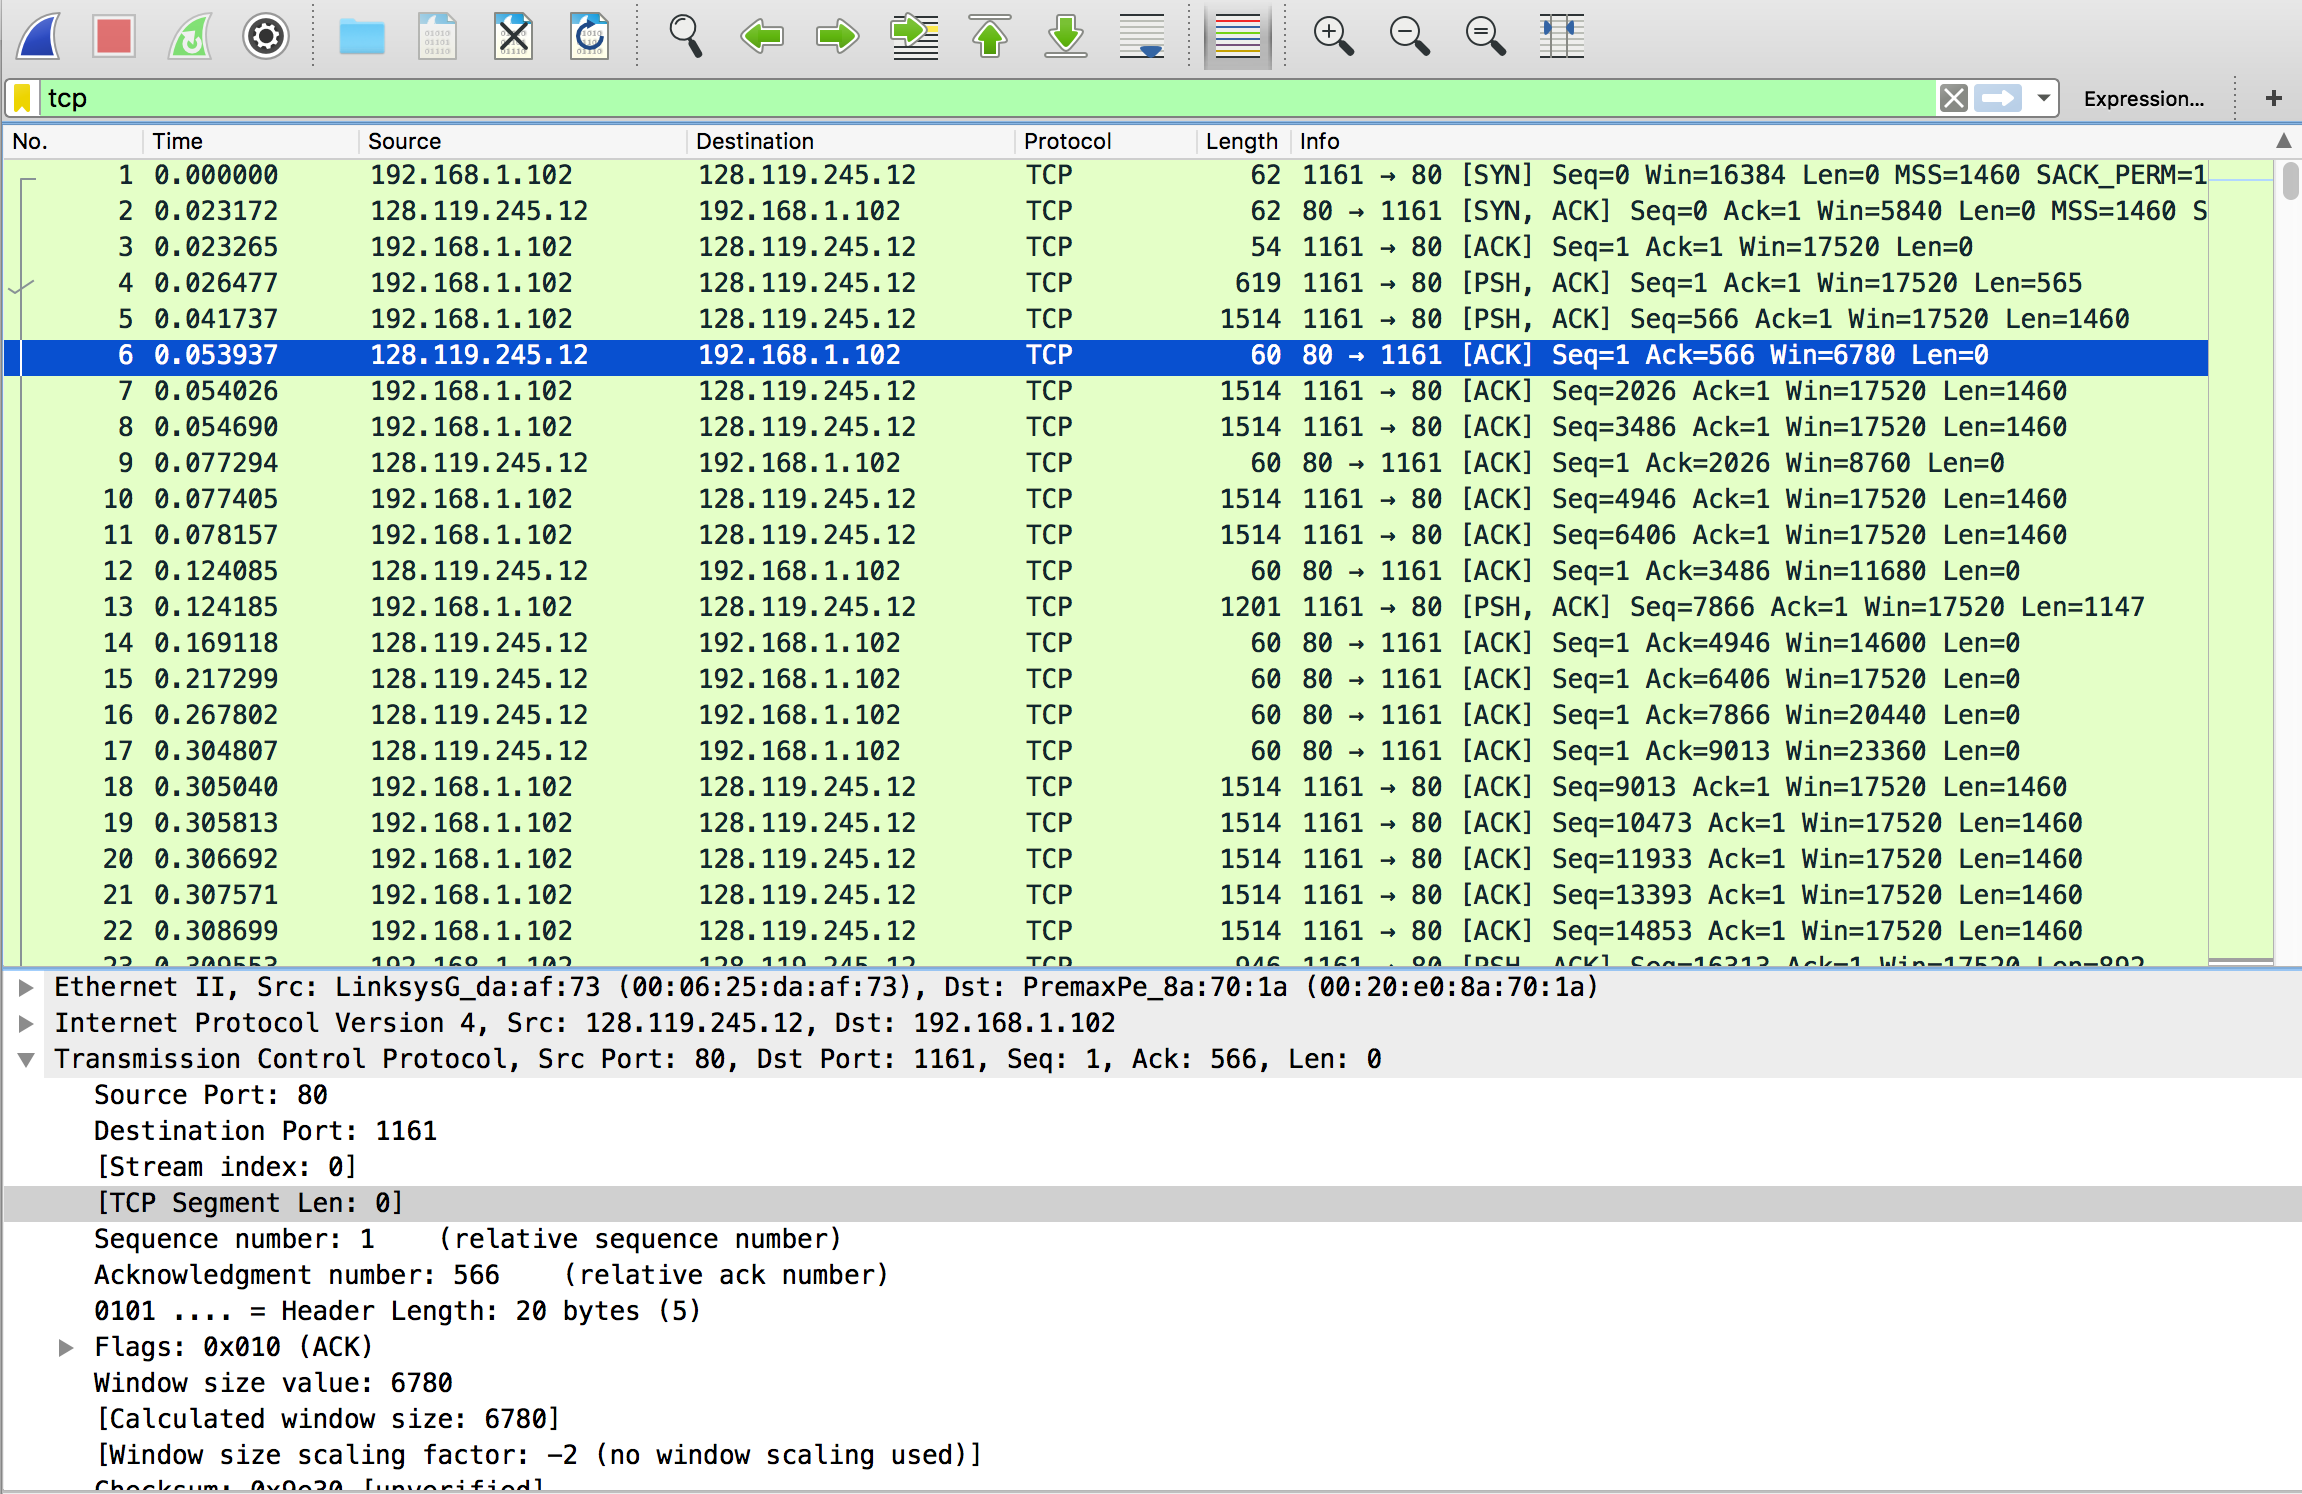 tcp
Expression...
+
No. Time Source Destination Protocol Length Info
1 0.000000 192.168.1.102 128.119.245.12 TCP 62 1161 → 80 [SYN] Seq=0 Win=16384 Len=0 MSS=1460 SACK_PERM=1
2 0.023172 128.119.245.12 192.168.1.102 TCP 62 80 → 1161 [SYN, ACK] Seq=0 Ack=1 Win=5840 Len=0 MSS=1460 S
3 0.023265 192.168.1.102 128.119.245.12 TCP 54 1161 → 80 [ACK] Seq=1 Ack=1 Win=17520 Len=0
4 0.026477 192.168.1.102 128.119.245.12 TCP 619 1161 → 80 [PSH, ACK] Seq=1 Ack=1 Win=17520 Len=565
5 0.041737 192.168.1.102 128.119.245.12 TCP 1514 1161 → 80 [PSH, ACK] Seq=566 Ack=1 Win=17520 Len=1460
6 0.053937 128.119.245.12 192.168.1.102 TCP 60 80 → 1161 [ACK] Seq=1 Ack=566 Win=6780 Len=0
7 0.054026 192.168.1.102 128.119.245.12 TCP 1514 1161 → 80 [ACK] Seq=2026 Ack=1 Win=17520 Len=1460
8 0.054690 192.168.1.102 128.119.245.12 TCP 1514 1161 → 80 [ACK] Seq=3486 Ack=1 Win=17520 Len=1460
9 0.077294 128.119.245.12 192.168.1.102 TCP 60 80 → 1161 [ACK] Seq=1 Ack=2026 Win=8760 Len=0
10 0.077405 192.168.1.102 128.119.245.12 TCP 1514 1161 → 80 [ACK] Seq=4946 Ack=1 Win=17520 Len=1460
11 0.078157 192.168.1.102 128.119.245.12 TCP 1514 1161 → 80 [ACK] Seq=6406 Ack=1 Win=17520 Len=1460
12 0.124085 128.119.245.12 192.168.1.102 TCP 60 80 → 1161 [ACK] Seq=1 Ack=3486 Win=11680 Len=0
13 0.124185 192.168.1.102 128.119.245.12 TCP 1201 1161 → 80 [PSH, ACK] Seq=7866 Ack=1 Win=17520 Len=1147
14 0.169118 128.119.245.12 192.168.1.102 TCP 60 80 → 1161 [ACK] Seq=1 Ack=4946 Win=14600 Len=0
15 0.217299 128.119.245.12 192.168.1.102 TCP 60 80 → 1161 [ACK] Seq=1 Ack=6406 Win=17520 Len=0
16 0.267802 128.119.245.12 192.168.1.102 TCP 60 80 → 1161 [ACK] Seq=1 Ack=7866 Win=20440 Len=0
17 0.304807 128.119.245.12 192.168.1.102 TCP 60 80 → 1161 [ACK] Seq=1 Ack=9013 Win=23360 Len=0
18 0.305040 192.168.1.102 128.119.245.12 TCP 1514 1161 → 80 [ACK] Seq=9013 Ack=1 Win=17520 Len=1460
19 0.305813 192.168.1.102 128.119.245.12 TCP 1514 1161 → 80 [ACK] Seq=10473 Ack=1 Win=17520 Len=1460
20 0.306692 192.168.1.102 128.119.245.12 TCP 1514 1161 → 80 [ACK] Seq=11933 Ack=1 Win=17520 Len=1460
21 0.307571 192.168.1.102 128.119.245.12 TCP 1514 1161 → 80 [ACK] Seq=13393 Ack=1 Win=17520 Len=1460
22 0.308699 192.168.1.102 128.119.245.12 TCP 1514 1161 → 80 [ACK] Seq=14853 Ack=1 Win=17520 Len=1460
23 0.309553 192.168.1.102 128.119.245.12 TCP 946 1161 → 80 [PSH, ACK] Seq=16313 Ack=1 Win=17520 Len=892
Ethernet II, Src: LinksysG_da:af:73 (00:06:25:da:af:73), Dst: PremaxPe_8a:70:1a (00:20:e0:8a:70:1a)
Internet Protocol Version 4, Src: 128.119.245.12, Dst: 192.168.1.102
Transmission Control Protocol, Src Port: 80, Dst Port: 1161, Seq: 1, Ack: 566, Len: 0
Source Port: 80
Destination Port: 1161
[Stream index: 0]
[TCP Segment Len: 0]
Sequence number: 1 (relative sequence number)
Acknowledgment number: 566 (relative ack number)
0101 .... = Header Length: 20 bytes (5)
Flags: 0x010 (ACK)
Window size value: 6780
[Calculated window size: 6780]
[Window size scaling factor: -2 (no window scaling used)]
Checksum: 0x9e30 [unverified]